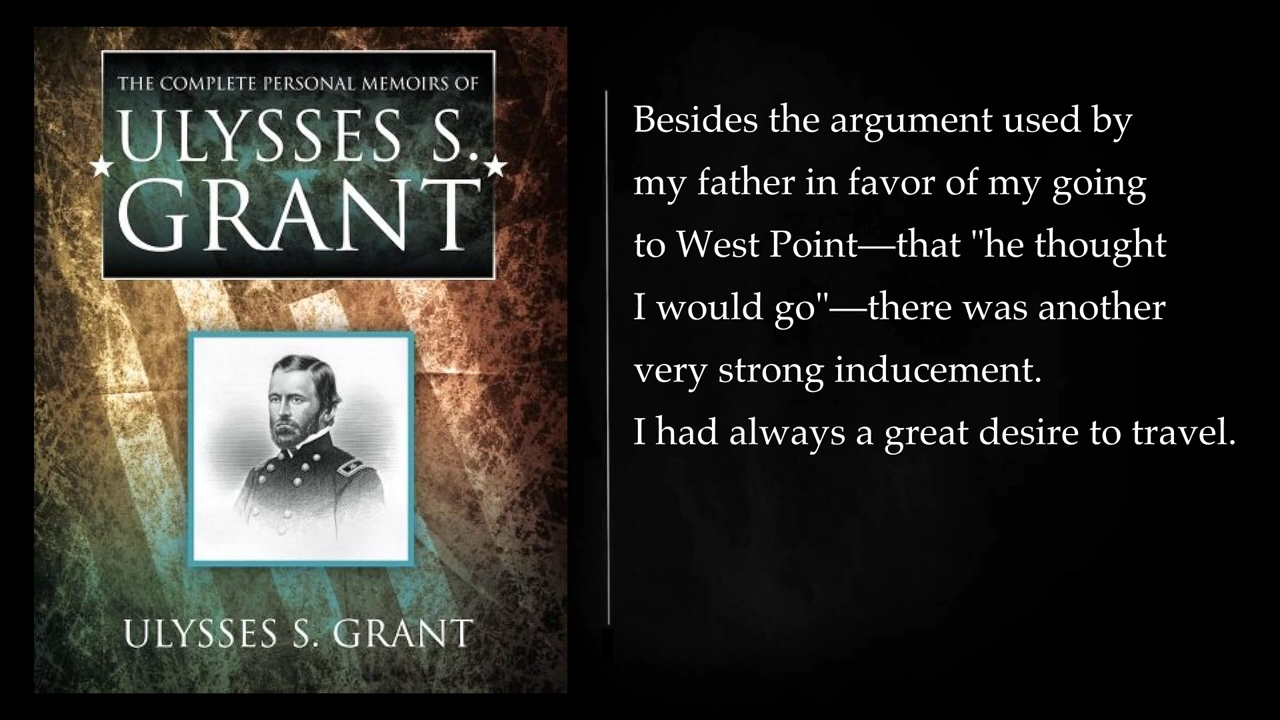 THE COMPLETE PERSONAL MEMOIRS OF
ULYSSES S.
GRANT
ULYSSES S. GRANT
Besides the argument used by
my father in favor of my going
to West Point—that "he thought
I would go"—there was another
very strong inducement.
I had always a great desire to travel.